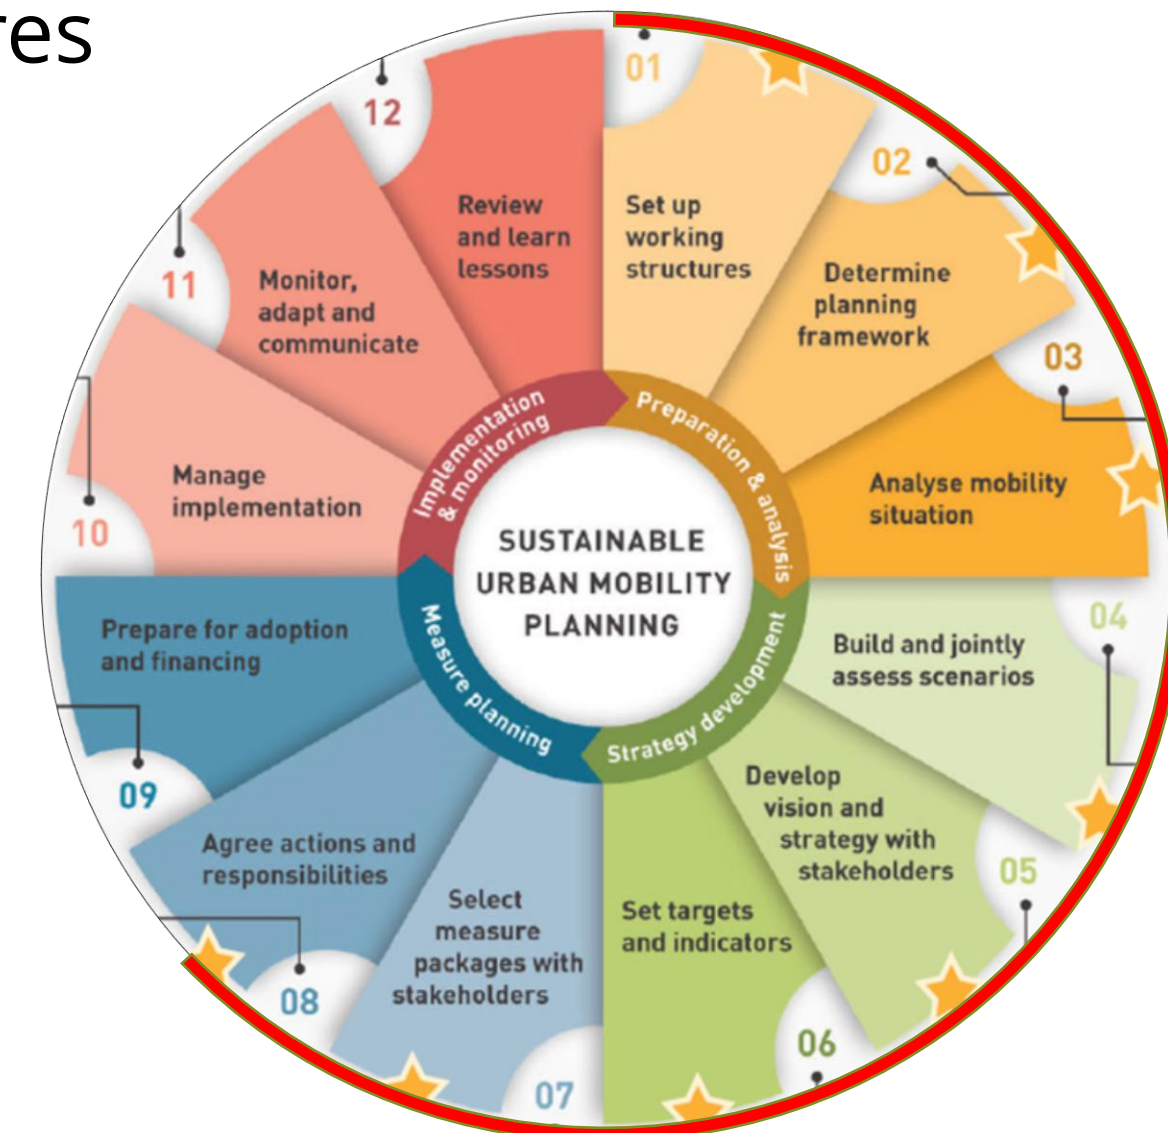 res
01
Set up
working
structures
02
Determine
planning
framework
03
Analyse mobility
situation
04
Build and jointly
assess scenarios
05
Develop
vision and
strategy with
stakeholders
06
Set targets
and indicators
07
Select
measure
packages with
stakeholders
08
Agree actions and
responsibilities
09
Prepare for adoption
and financing
10
Manage
implementation
11
Monitor,
adapt and
communicate
12
Review
and learn
lessons
Preparation & analysis
Strategy development
Measure planning
Implementation
& monitoring
SUSTAINABLE
URBAN MOBILITY
PLANNING